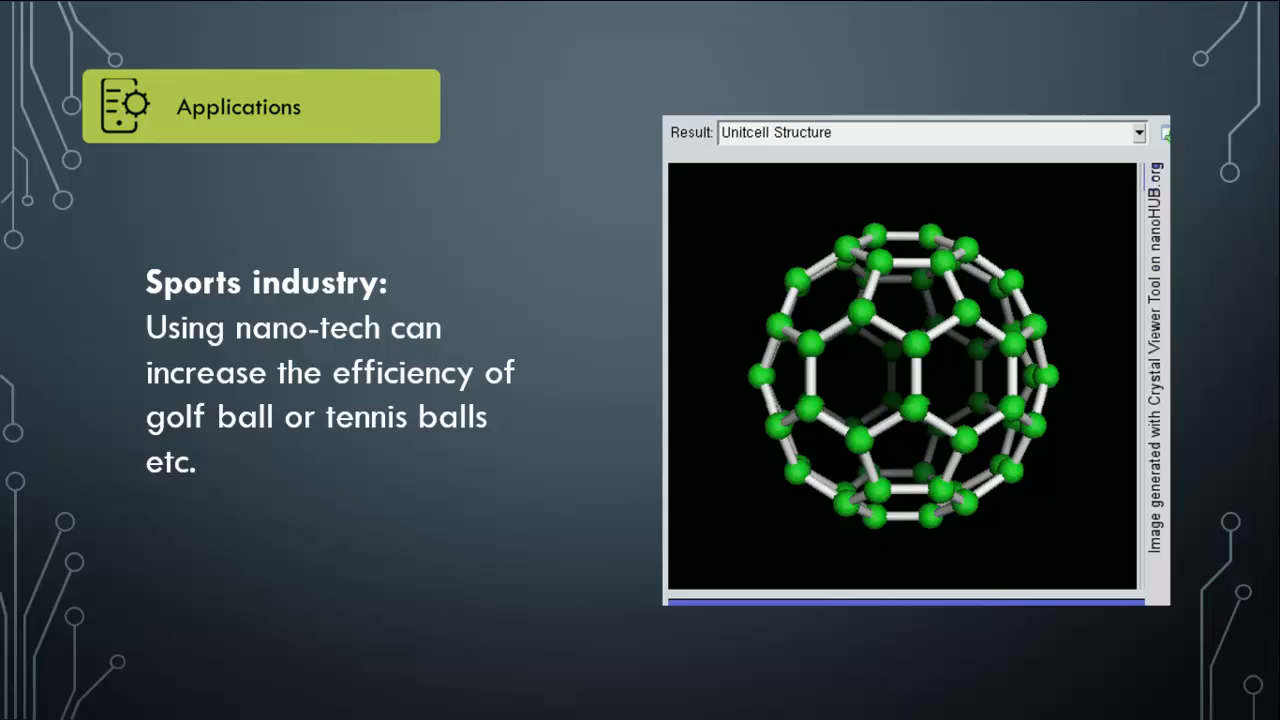 Applications
Sports industry:
Using nano-tech can
increase the efficiency of
golf ball or tennis balls
etc.
Result: Unitcell Structure
Image generated with Crystal Viewer Tool on nanoHUB.org